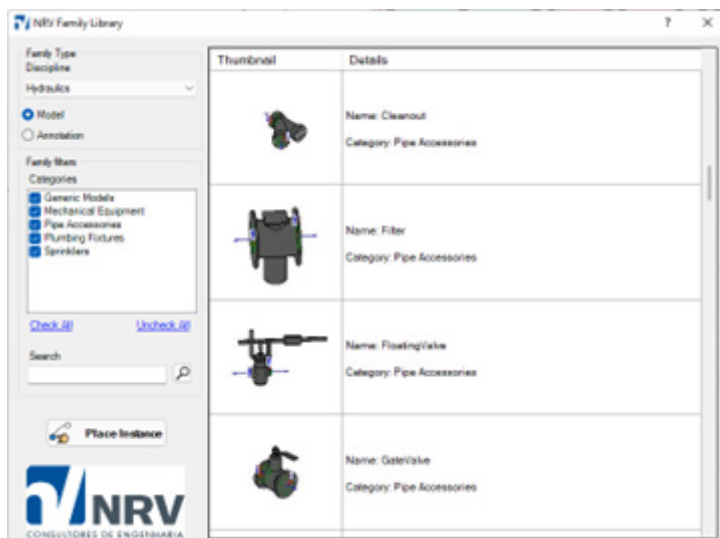 NRV Family Library
? ×
Family Type
Discipline
Hydraulics
Model
Annotation
Family filters
Categories
Generic Models
Mechanical Equipment
Pipe Accessories
Plumbing Fixtures
Sprinklers
Check All Uncheck All
Search
Place Instance
NRV
CONSULTORES DE ENGENHARIA
Thumbnail Details
Name: Cleanout
Category: Pipe Accessories
Name: Filter
Category: Pipe Accessories
Name: FloatingValve
Category: Pipe Accessories
Name: GateValve
Category: Pipe Accessories